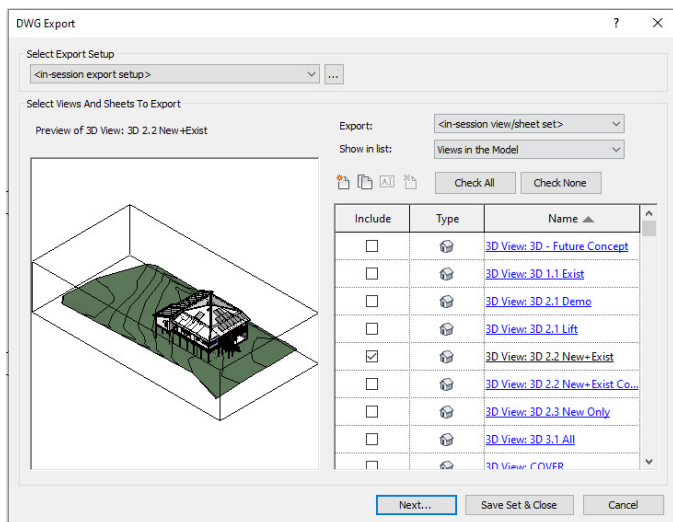 DWG Export
Select Export Setup
<in-session export setup>
...
Select Views And Sheets To Export
Preview of 3D View: 3D 2.2 New+Exist
Export:
<in-session view/sheet set>
Show in list:
Views in the Model
Check All
Check None
Include
Type
Name
3D View: 3D - Future Concept
3D View: 3D 1.1 Exist
3D View: 3D 2.1 Demo
3D View: 3D 2.1 Lift
3D View: 3D 2.2 New+Exist
3D View: 3D 2.2 New+Exist Co...
3D View: 3D 2.3 New Only
3D View: 3D 3.1 All
3D View: COVER
Next...
Save Set & Close
Cancel